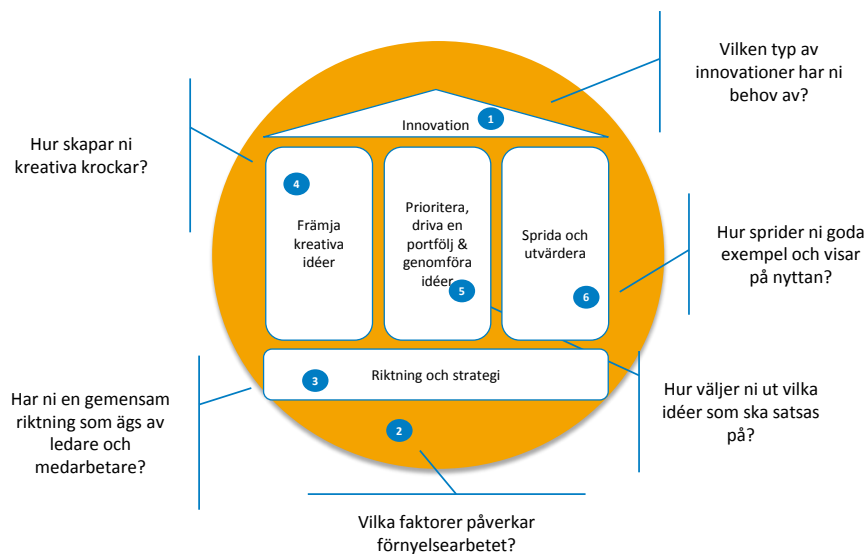 Vilken typ av
innovationer har ni
behov av?
Innovation
1
Hur skapar ni
kreativa krockar?
4
Främja
kreativa
idéer
Prioritera,
driva en
portfölj &
genomföra
idéer
5
Sprida och
utvärdera
6
Hur sprider ni goda
exempel och visar
på nyttan?
3
Riktning och strategi
Har ni en gemensam
riktning som ägs av
ledare och
medarbetare?
Hur väljer ni ut vilka
idéer som ska satsas
på?
2
Vilka faktorer påverkar
förnyelsearbetet?